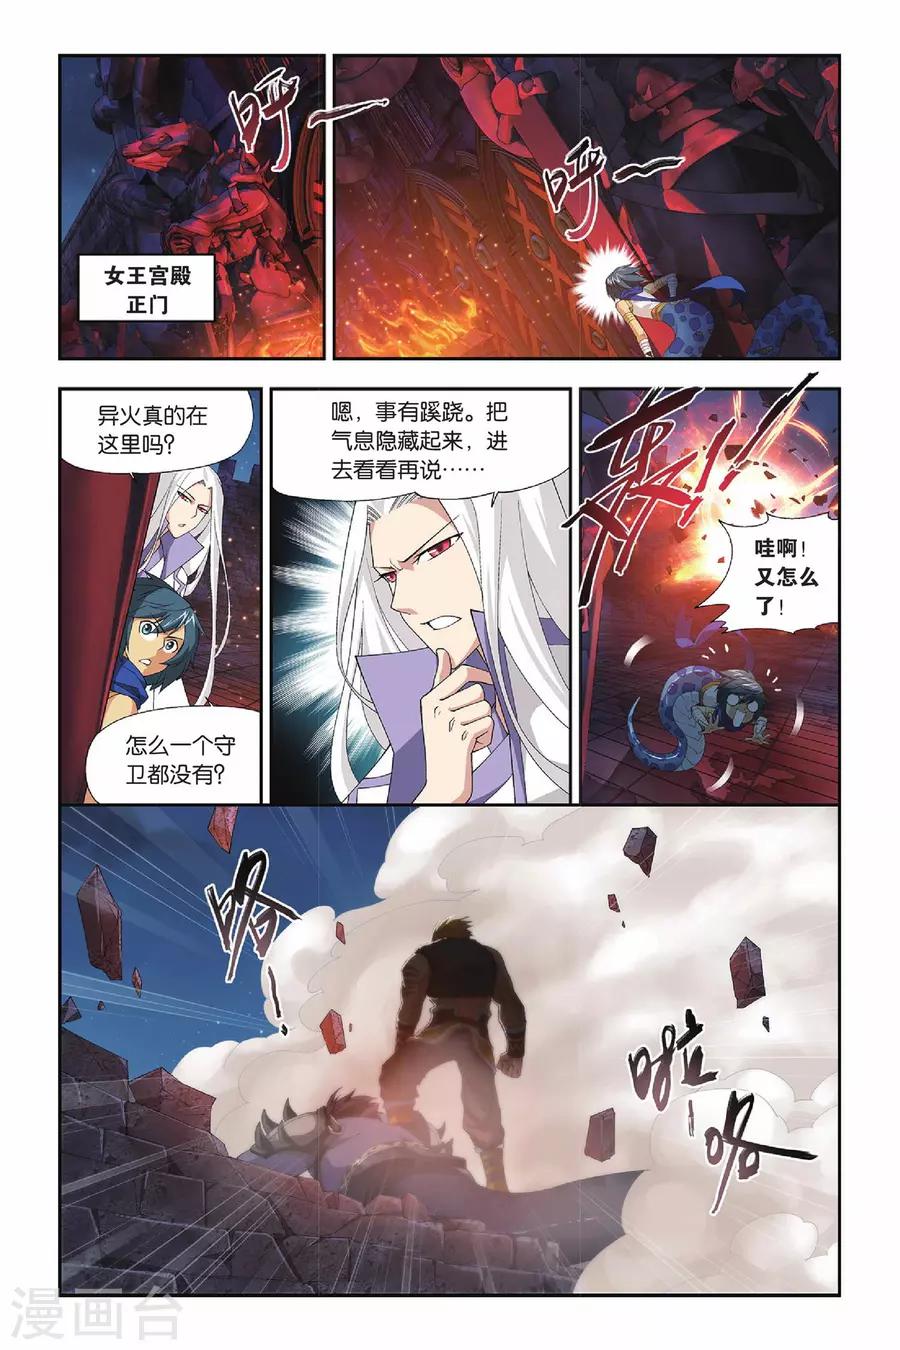 呼一
女王宫殿
正门
呼一
异火真的在
这里吗？
怎么一个守
卫都没有？
嗯，事有蹊跷。把
气息隐藏起来，进
去看看再说……
轰！！
哇啊！
又怎么
了！
咯！
啦
咯
漫画台